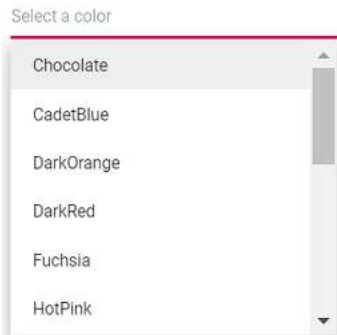 Select a color
Chocolate
CadetBlue
DarkOrange
DarkRed
Fuchsia
HotPink